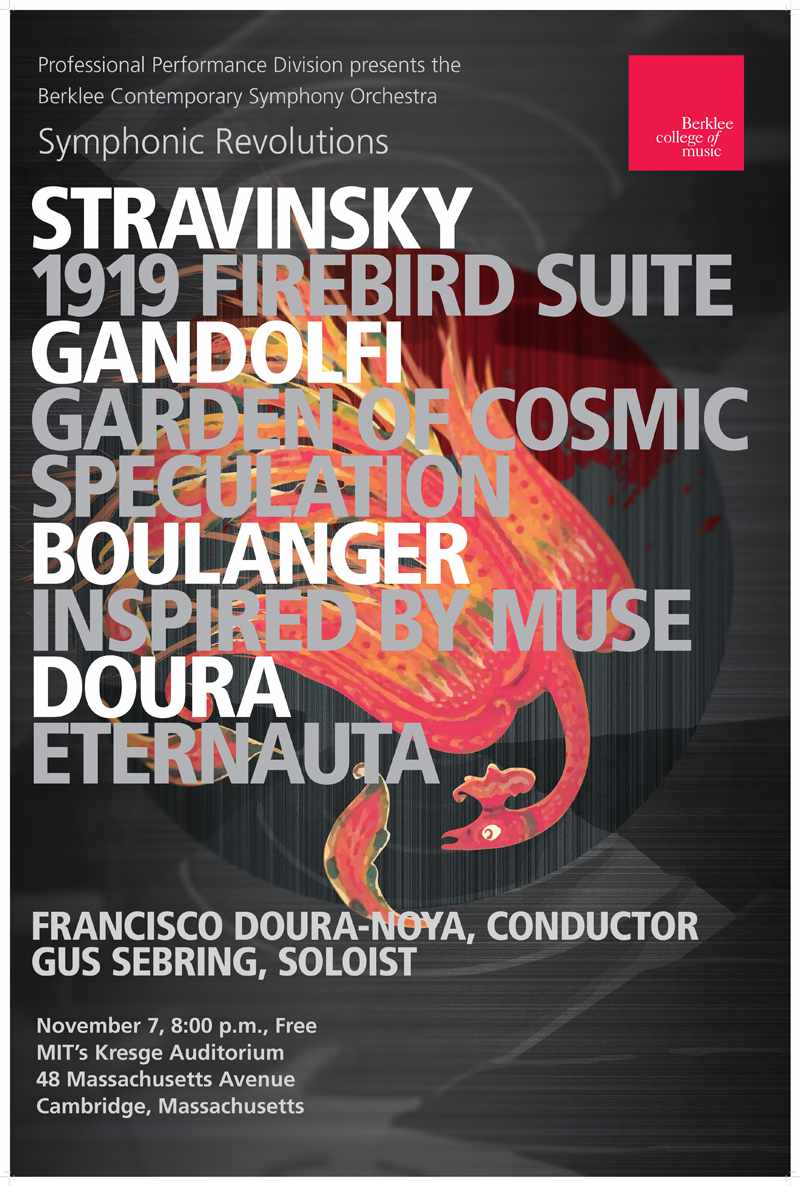 Professional Performance Division presents the
Berklee Contemporary Symphony Orchestra
Symphonic Revolutions
Berklee
college of
music
STRAVINSKY
1919 FIREBIRD SUITE
GANDOLFI
GARDEN OF COSMIC
SPECULATION
BOULANGER
INSPIRED BY MUSE
DOURA
ETERNAUTA
FRANCISCO DOURA-NOYA, CONDUCTOR
GUS SEBRING, SOLOIST
November 7, 8:00 p.m., Free
MIT’s Kresge Auditorium
48 Massachusetts Avenue
Cambridge, Massachusetts